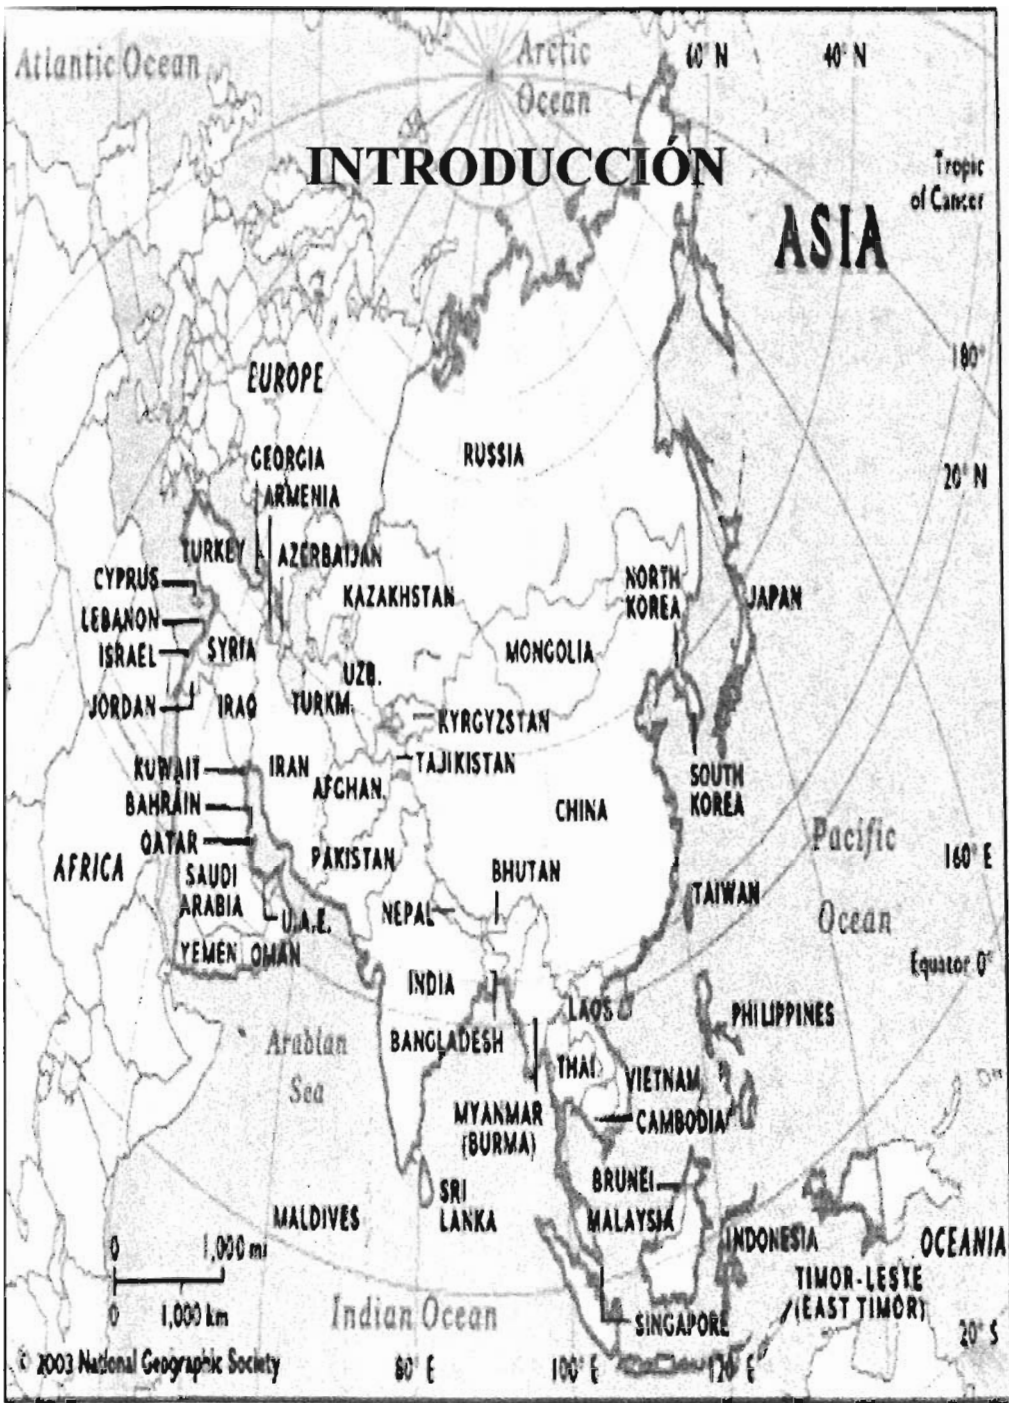 Atlantic Ocean
Arctic
Ocean
60° N
40° N
INTRODUCCIÓN
Tropic
of Cancer
ASIA
180°
EUROPE
RUSSIA
20° N
GEORGIA
ARMENIA
TURKEY
AZERBAIJAN
CYPRUS
KAZAKHSTAN
NORTH
KOREA
JAPAN
LEBANON
ISRAEL
SYRIA
MONGOLIA
UZB.
JORDAN
IRAQ
TURKM.
KYRGYZSTAN
KUWAIT
IRAN
TAJIKISTAN
AFGHAN.
SOUTH
KOREA
BAHRAIN
CHINA
QATAR
Pacific
Ocean
160° E
AFRICA
PAKISTAN
BHUTAN
SAUDI
ARABIA
TAIWAN
U.A.E.
NEPAL
YEMEN
OMAN
Equator 0°
INDIA
LAOS
PHILIPPINES
Arabian
Sea
BANGLADESH
THAI.
VIETNAM
MYANMAR
(BURMA)
CAMBODIA
BRUNEI
SRI
LANKA
MALDIVES
MALAYSIA
INDONESIA
OCEANIA
0 1,000 mi
0 1,000 km
TIMOR-LESTE
(EAST TIMOR)
Indian Ocean
SINGAPORE
20° S
© 2003 National Geographic Society
80° E
100° E
120° E